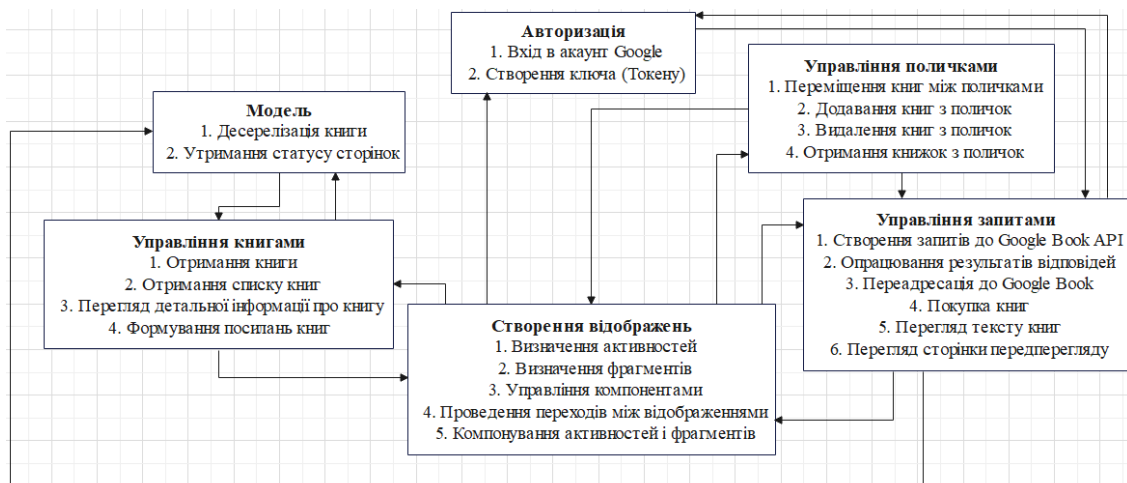 Авторизація
1. Вхід в акаунт Google
2. Створення ключа (Токену)
Управління поличками
1. Переміщення книг між поличками
2. Додавання книг з поличок
3. Видалення книг з поличок
4. Отримання книжок з поличок
Модель
1. Десерелізація книги
2. Утримання статусу сторінок
Управління книгами
1. Отримання книги
2. Отримання списку книг
3. Перегляд детальної інформації про книгу
4. Формування посилань книг
Управління запитами
1. Створення запитів до Google Book API
2. Опрацювання результатів відповідей
3. Переадресація до Google Book
4. Покупка книг
5. Перегляд тексту книг
6. Перегляд сторінки передперегляду
Створення відображень
1. Визначення активностей
2. Визначення фрагментів
3. Управління компонентами
4. Проведення переходів між відображеннями
5. Компонування активностей і фрагментів